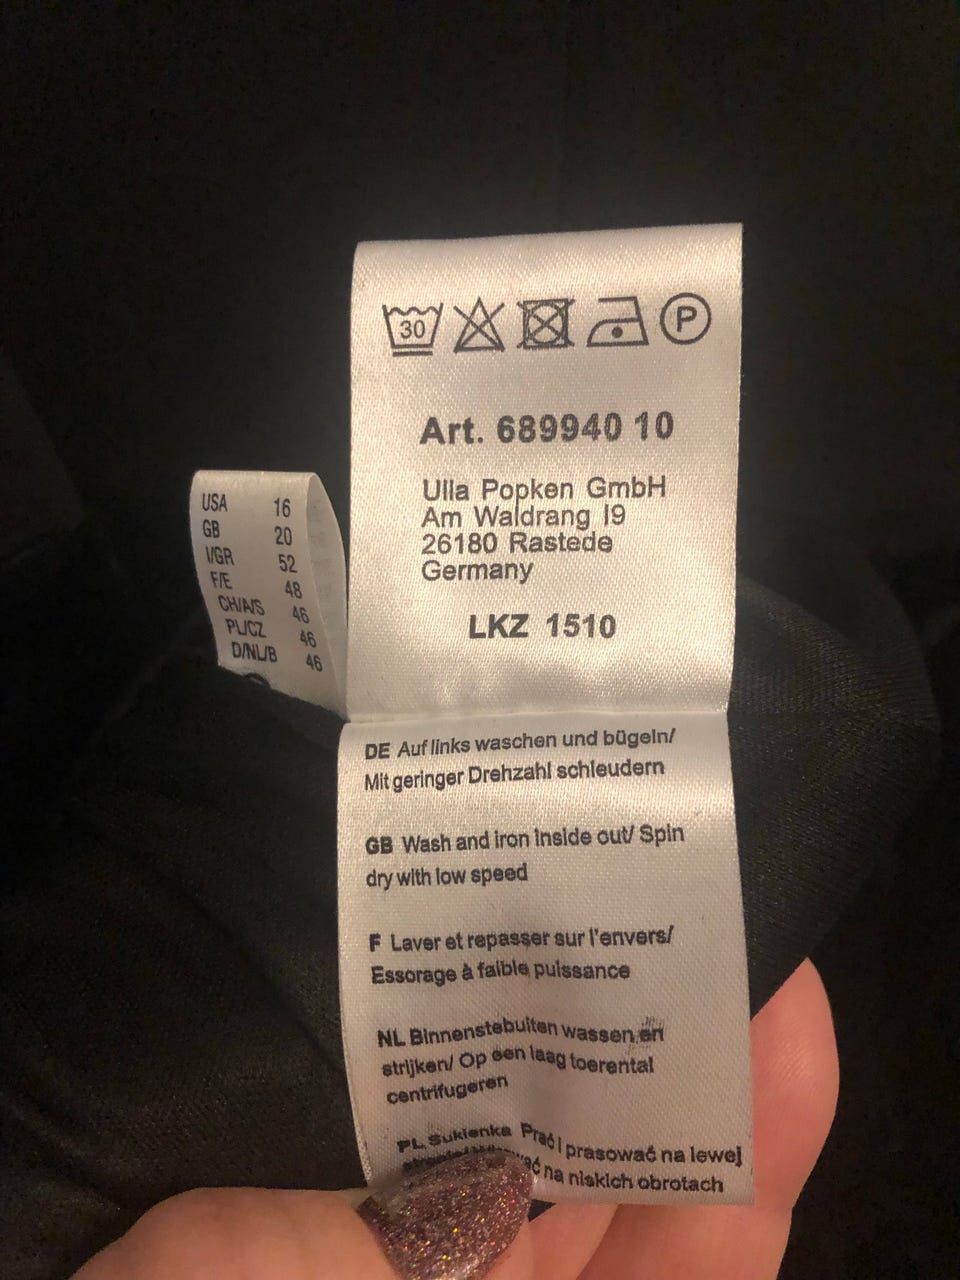 30
P
Art. 689940 10
Ulla Popken GmbH
Am Waldrang 19
26180 Rastede
Germany
LKZ 1510
USA 16
GB 20
I/GR 52
F/E 48
CH/A/S 46
PL/CZ 46
D/NL/B 46
DE Auf links waschen und bügeln/
Mit geringer Drehzahl schleudern
GB Wash and iron inside out/ Spin
dry with low speed
F Laver et repasser sur l'envers/
Essorage à faible puissance
NL Binnenstebuiten wassen en
strijken/ Op een laag toerental
centrifugeren
PL Sukienka Prać i prasować na lewej
na niskich obrotach